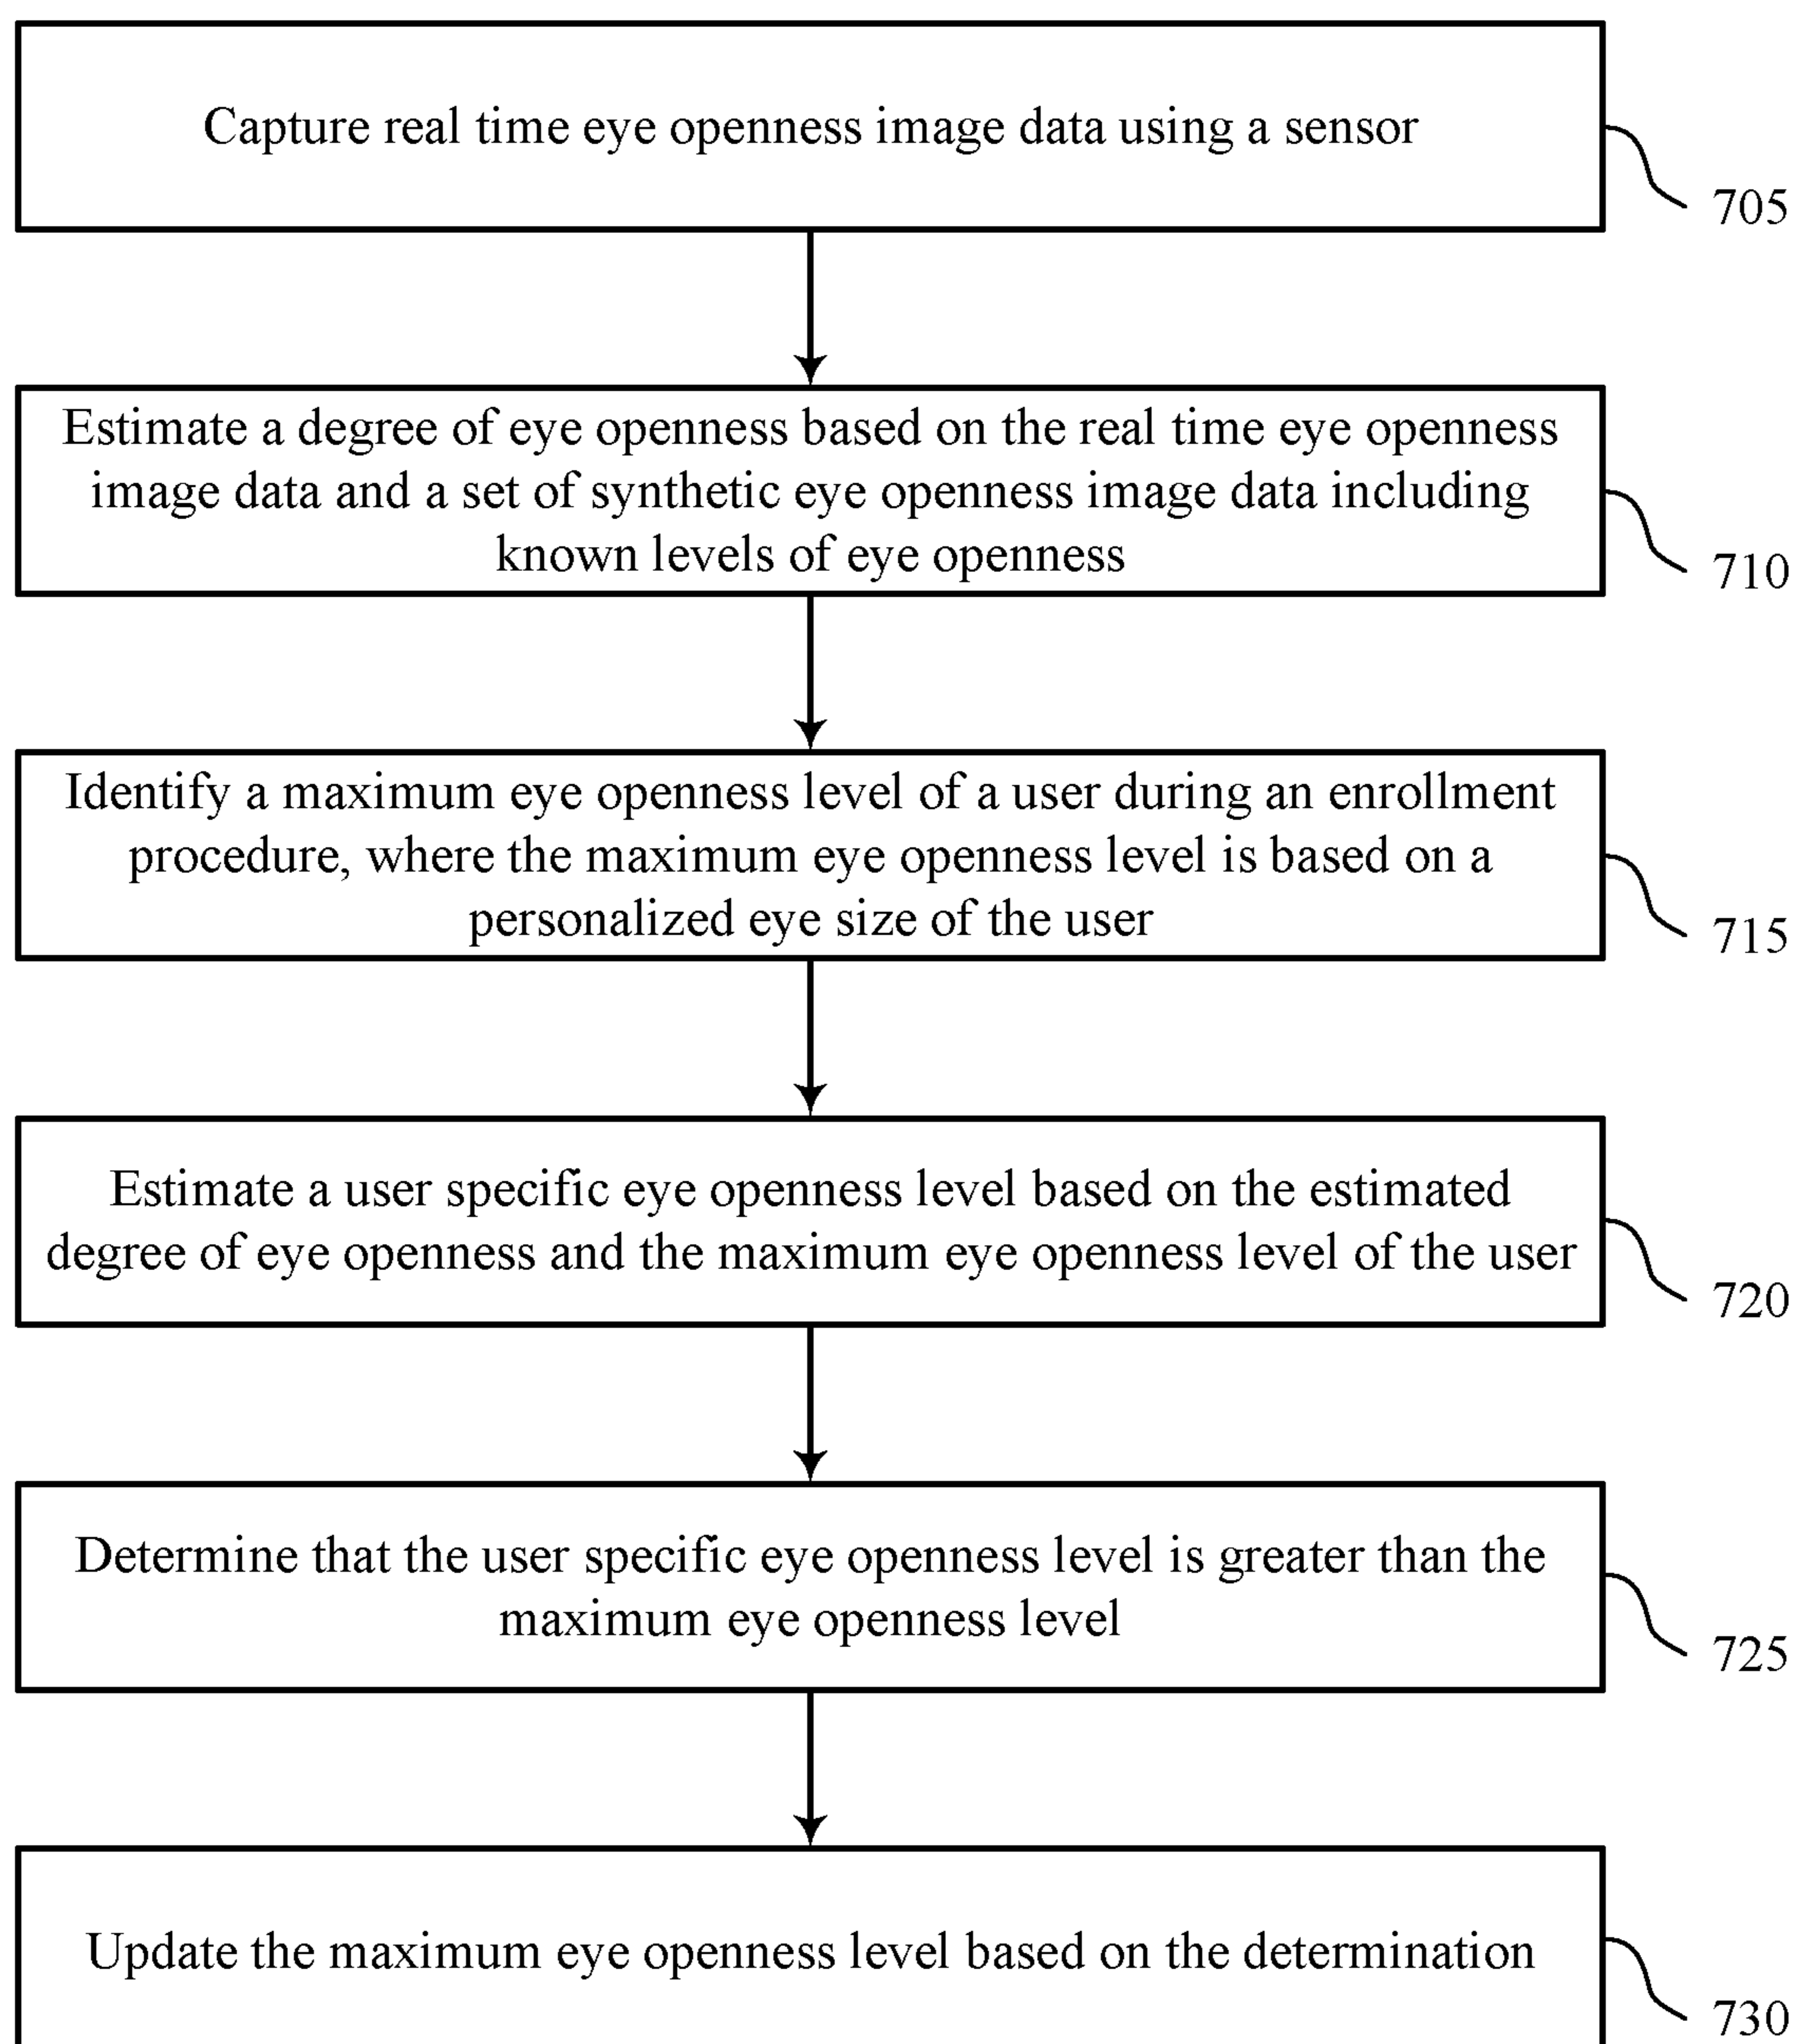 Capture real time eye openness image data using a sensor
705
Estimate a degree of eye openness based on the real time eye openness
image data and a set of synthetic eye openness image data including
known levels of eye openness
710
Identify a maximum eye openness level of a user during an enrollment
procedure, where the maximum eye openness level is based on a
personalized eye size of the user
715
Estimate a user specific eye openness level based on the estimated
degree of eye openness and the maximum eye openness level of the user
720
Determine that the user specific eye openness level is greater than the
maximum eye openness level
725
Update the maximum eye openness level based on the determination
730